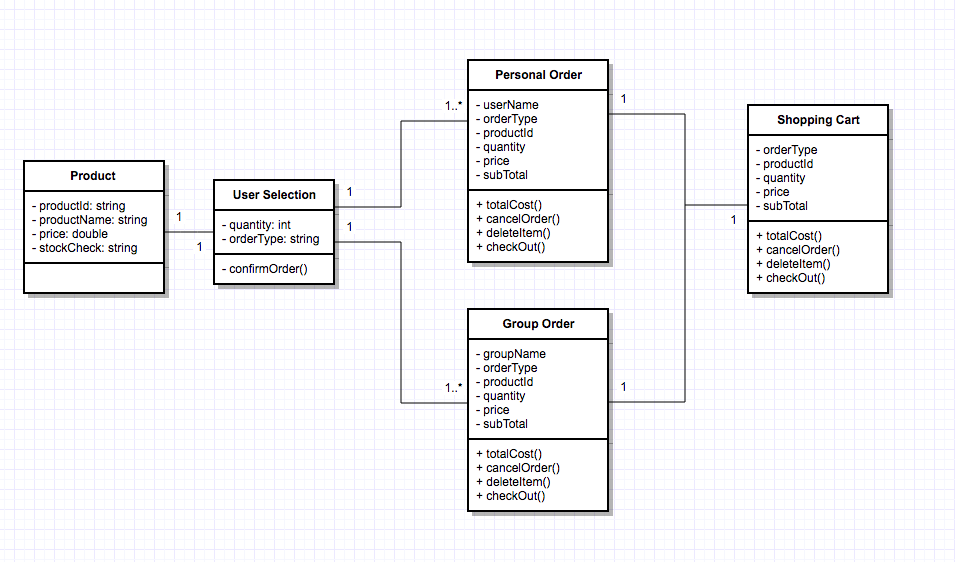 Product
- productId: string
- productName: string
- price: double
- stockCheck: string
1
1
User Selection
- quantity: int
- orderType: string
- confirmOrder()
1
1
1..*
Personal Order
- userName
- orderType
- productId
- quantity
- price
- subTotal
+ totalCost()
+ cancelOrder()
+ deleteItem()
+ checkOut()
1
1..*
Group Order
- groupName
- orderType
- productId
- quantity
- price
- subTotal
+ totalCost()
+ cancelOrder()
+ deleteItem()
+ checkOut()
1
1
Shopping Cart
- orderType
- productId
- quantity
- price
- subTotal
+ totalCost()
+ cancelOrder()
+ deleteItem()
+ checkOut()